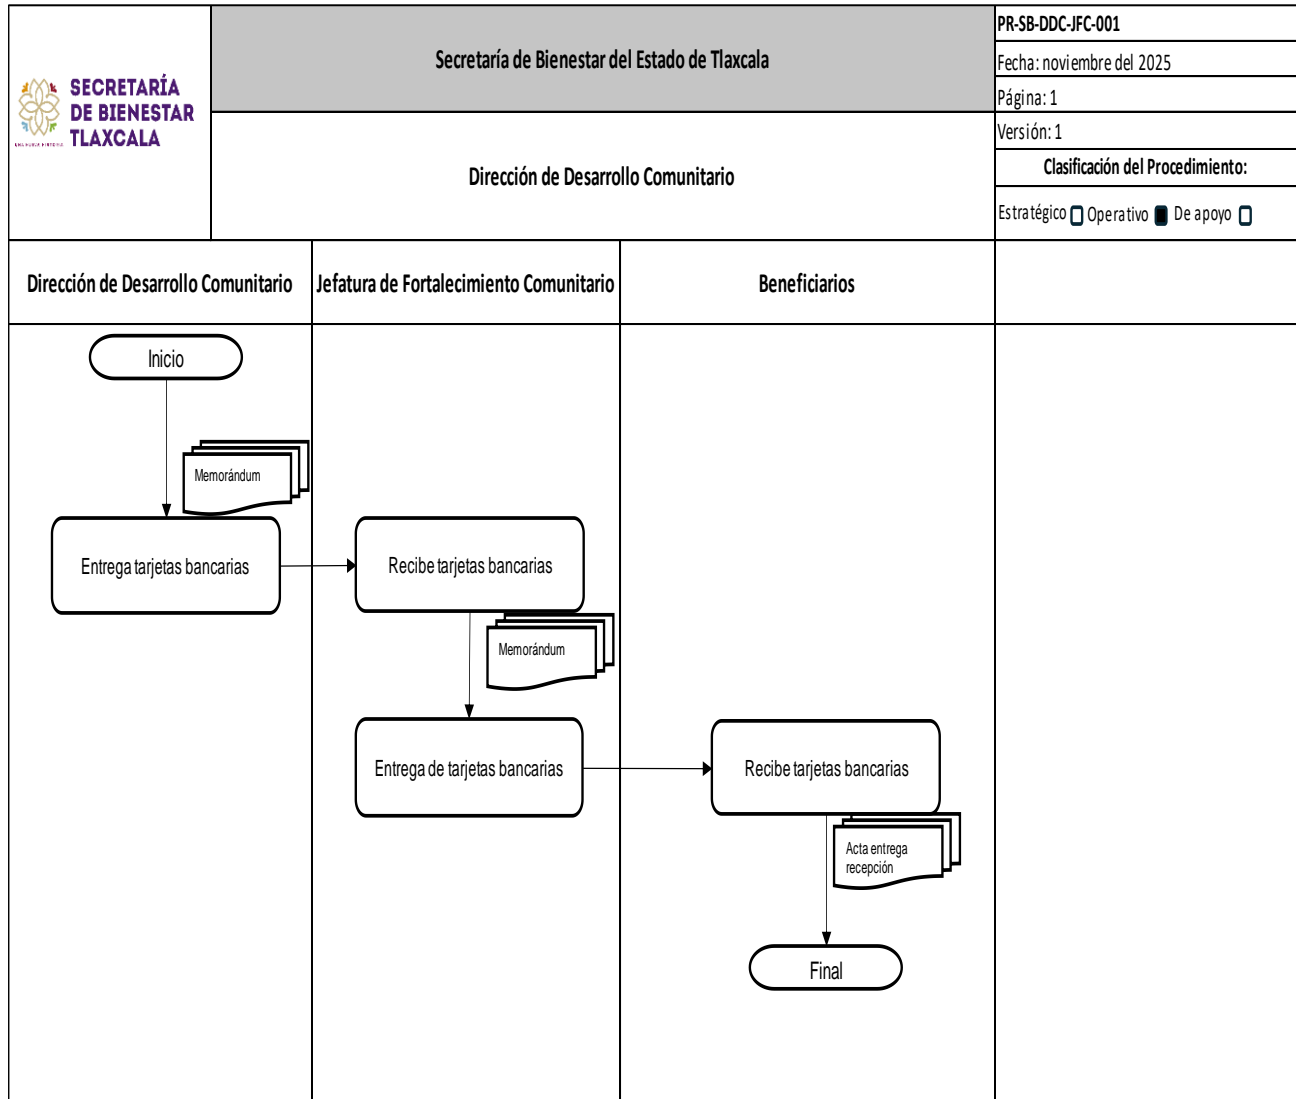 SECRETARÍA
DE BIENESTAR
TLAXCALA
UNA NUEVA HISTORIA
Secretaría de Bienestar del Estado de Tlaxcala
Dirección de Desarrollo Comunitario
PR-SB-DDC-JFC-001
Fecha: noviembre del 2025
Página: 1
Versión: 1
Clasificación del Procedimiento:
Estratégico Operativo De apoyo
Dirección de Desarrollo Comunitario
Jefatura de Fortalecimiento Comunitario
Beneficiarios
Inicio
Memorándum
Entrega tarjetas bancarias
Recibe tarjetas bancarias
Memorándum
Entrega de tarjetas bancarias
Recibe tarjetas bancarias
Acta entrega
recepción
Final